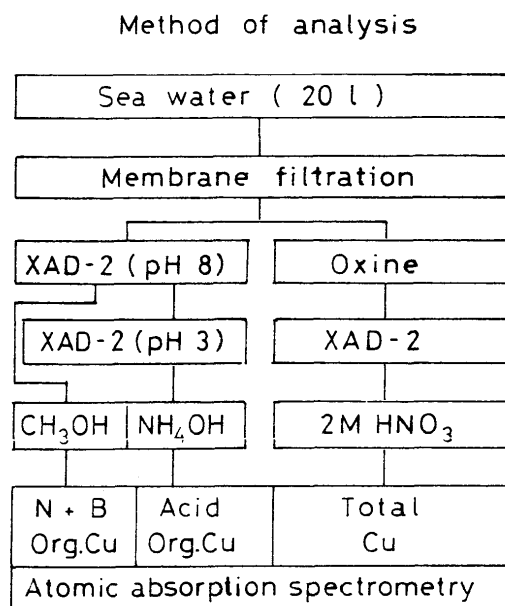 Method of analysis
Sea water ( 20 l )
Membrane filtration
XAD-2 ( pH 8 )
Oxine
XAD-2 (pH 3)
XAD-2
CH₃OH
NH₄OH
2M HNO₃
N + B
Org.Cu
Acid
Org.Cu
Total
Cu
Atomic absorption spectrometry